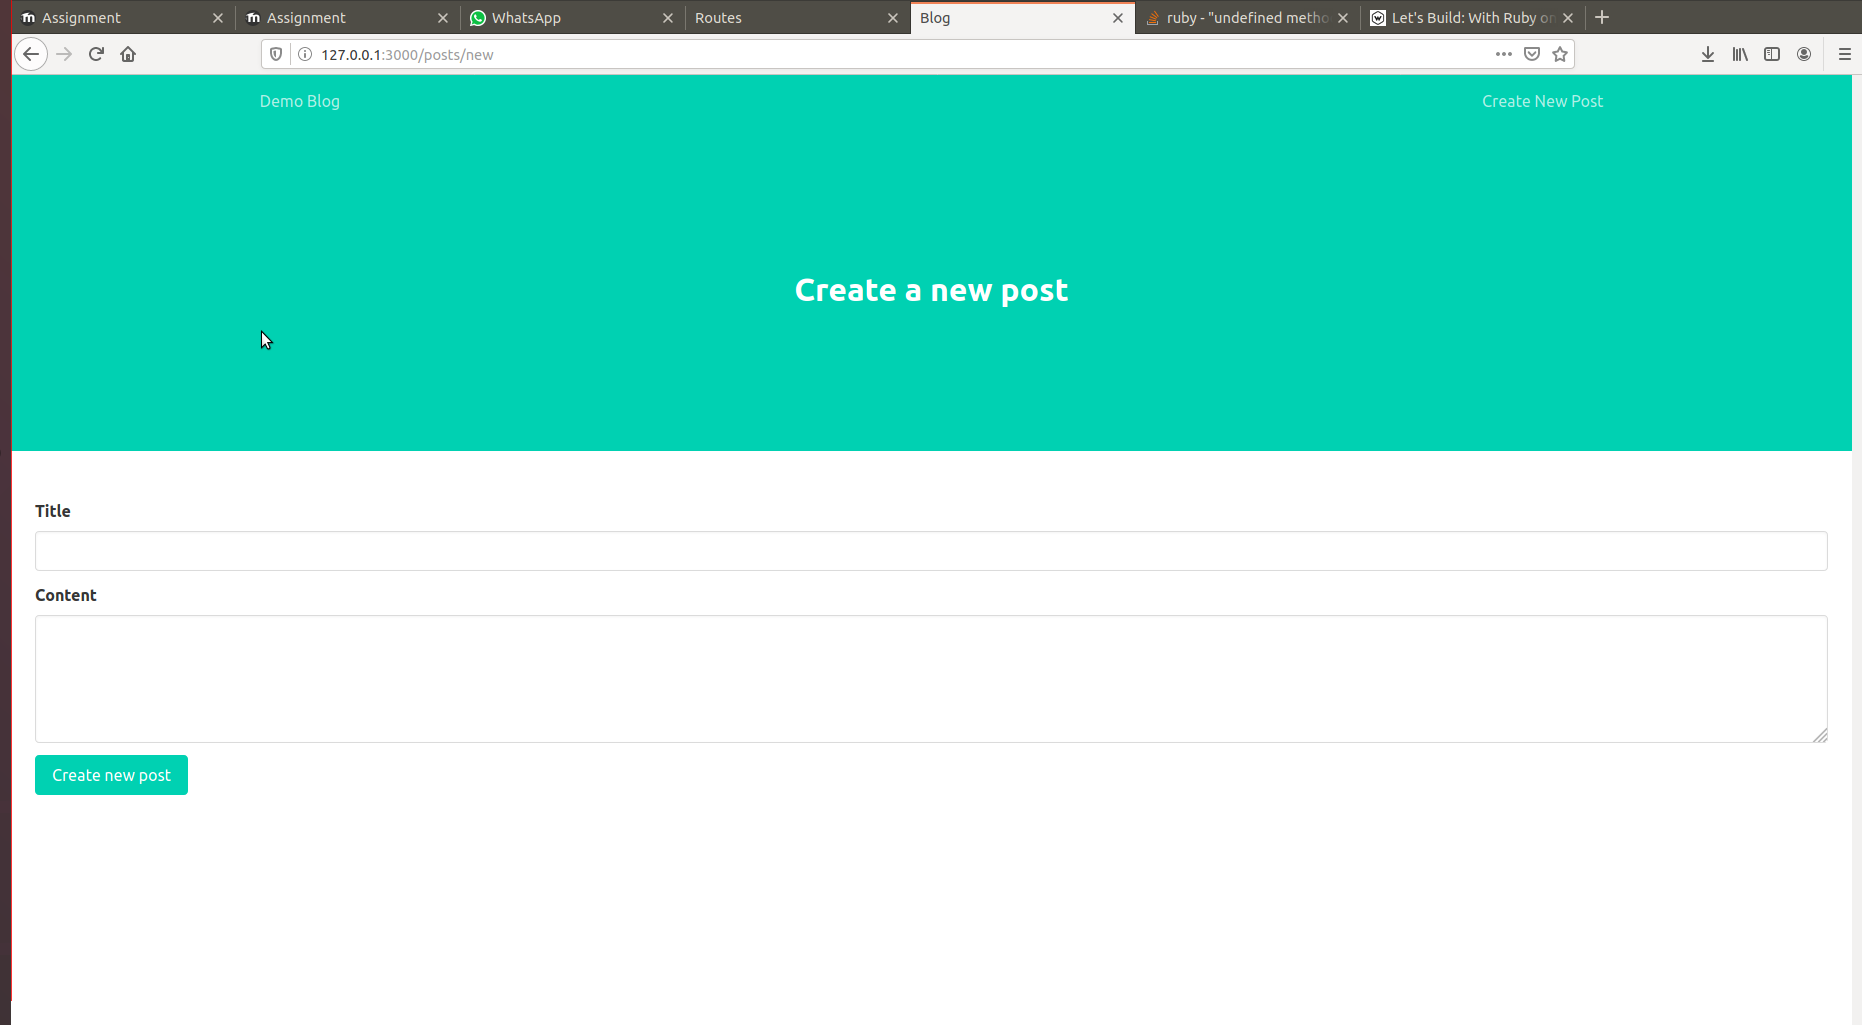 Assignment
Assignment
WhatsApp
Routes
Blog
ruby - "undefined metho
Let's Build: With Ruby on
127.0.0.1:3000/posts/new
Demo Blog
Create New Post
Create a new post
Title
Content
Create new post